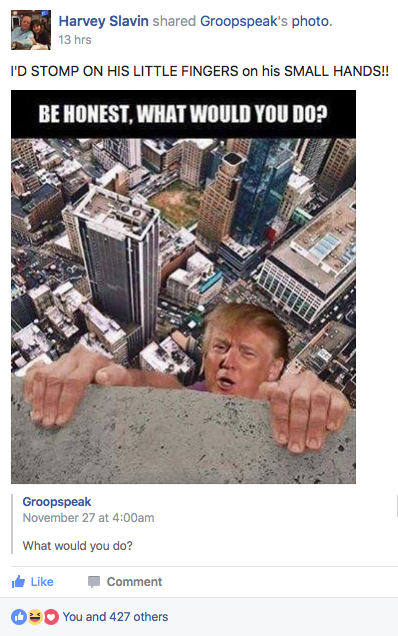 Harvey Slavin shared Groopspeak's photo.
13 hrs
I'D STOMP ON HIS LITTLE FINGERS on his SMALL HANDS!!
BE HONEST, WHAT WOULD YOU DO?
Groopspeak
November 27 at 4:00am
What would you do?
Like Comment
You and 427 others